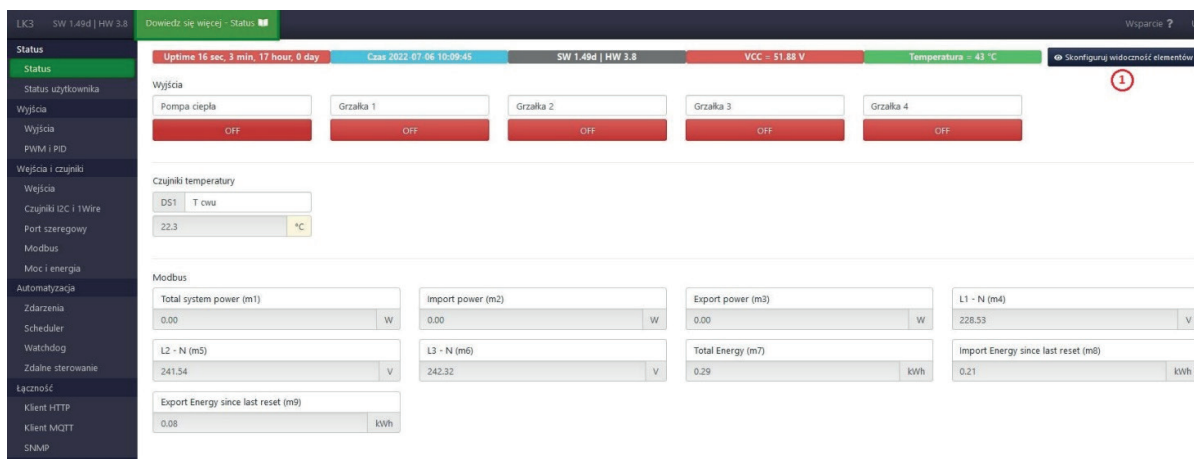 LK3 SW 1.49d | HW 3.8 Dowiedz się więcej - Status Wsparcie ?
Status
Status
Status użytkownika
Wyjścia
Wyjścia
PWM i PID
Wejścia i czujniki
Wejścia
Czujniki I2C i 1Wire
Port szeregowy
Modbus
Moc i energia
Automatyzacja
Zdarzenia
Scheduler
Watchdog
Zdalne sterowanie
Łączność
Klient HTTP
Klient MQTT
SNMP
Uptime 16 sec, 3 min, 17 hour, 0 day Czas 2022-07-06 10:09:45 SW 1.49d | HW 3.8 VCC = 51.88 V Temperatura = 43 °C Skonfiguruj widoczność elementów
1
Wyjścia
Pompa ciepła Grzałka 1 Grzałka 2 Grzałka 3 Grzałka 4
OFF OFF OFF OFF OFF
Czujniki temperatury
DS1 T cwu
22.3 °C
Modbus
Total system power (m1) Import power (m2) Export power (m3) L1 - N (m4)
0.00 W 0.00 W 0.00 W 228.53 V
L2 - N (m5) L3 - N (m6) Total Energy (m7) Import Energy since last reset (m8)
241.54 V 242.32 V 0.29 kWh 0.21 kWh
Export Energy since last reset (m9)
0.08 kWh